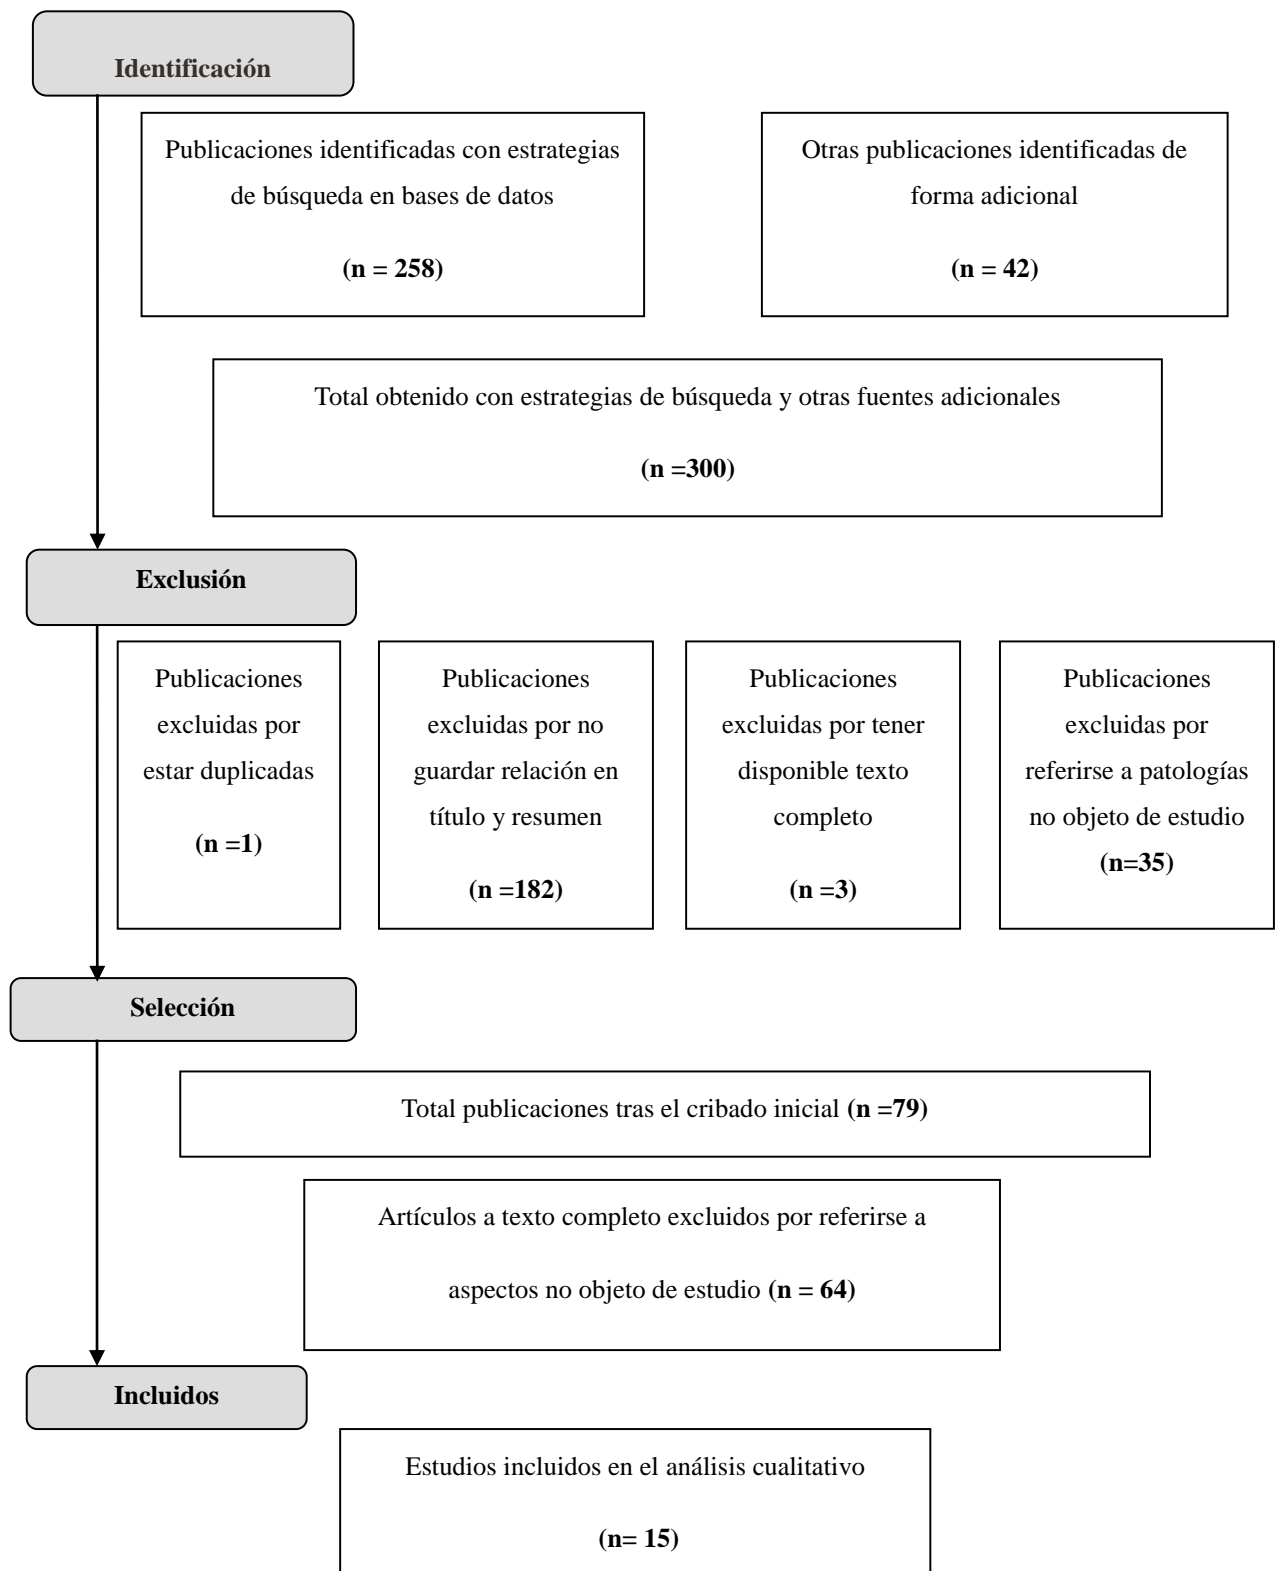 Identificación
Publicaciones identificadas con estrategias
de búsqueda en bases de datos
(n = 258)
Otras publicaciones identificadas de
forma adicional
(n = 42)
Total obtenido con estrategias de búsqueda y otras fuentes adicionales
(n =300)
Exclusión
Publicaciones
excluidas por
estar duplicadas
(n =1)
Publicaciones
excluidas por no
guardar relación en
título y resumen
(n =182)
Publicaciones
excluidas por tener
disponible texto
completo
(n =3)
Publicaciones
excluidas por
referirse a patologías
no objeto de estudio
(n=35)
Selección
Total publicaciones tras el cribado inicial (n =79)
Artículos a texto completo excluidos por referirse a
aspectos no objeto de estudio (n = 64)
Incluidos
Estudios incluidos en el análisis cualitativo
(n= 15)